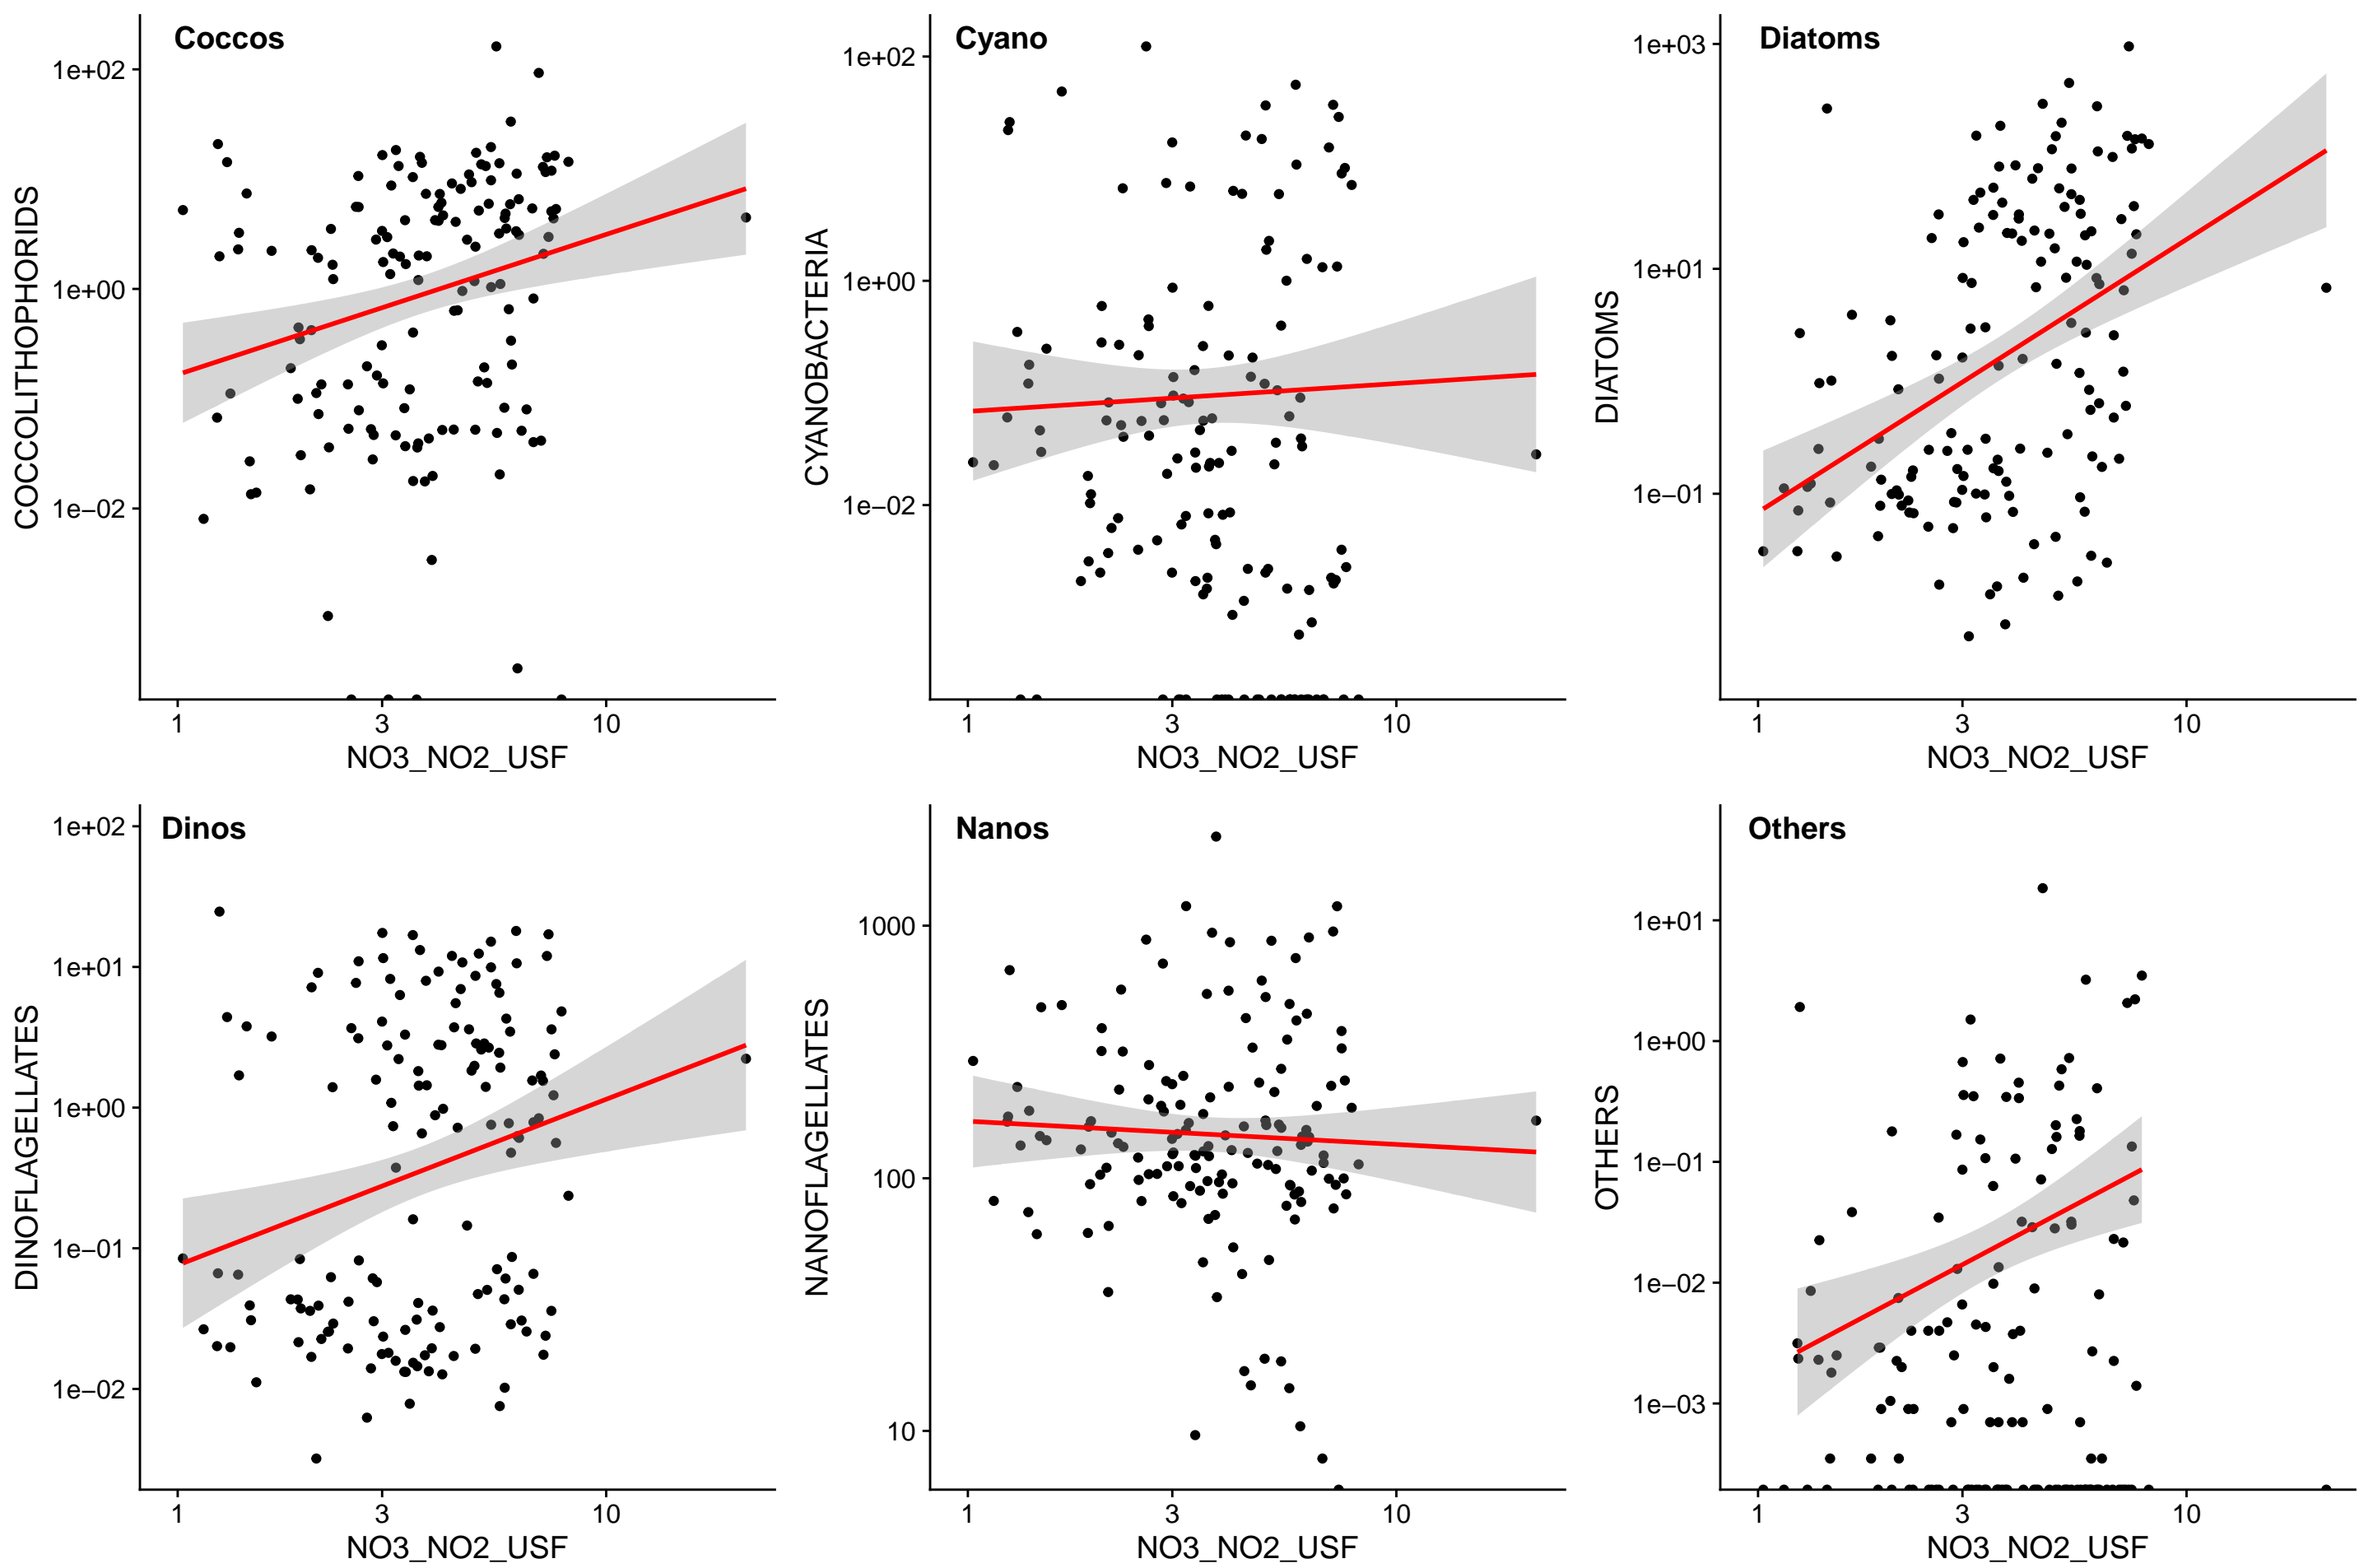 Coccos
COCCOLITHOPHORIDS
1e+02
1e+00
1e−02
1
3
10
NO3_NO2_USF
Cyano
CYANOBACTERIA
1e+02
1e+00
1e−02
1
3
10
NO3_NO2_USF
Diatoms
DIATOMS
1e+03
1e+01
1e−01
1
3
10
NO3_NO2_USF
Dinos
DINOFLAGELLATES
1e+02
1e+01
1e+00
1e−01
1e−02
1
3
10
NO3_NO2_USF
Nanos
NANOFLAGELLATES
1000
100
10
1
3
10
NO3_NO2_USF
Others
OTHERS
1e+01
1e+00
1e−01
1e−02
1e−03
1
3
10
NO3_NO2_USF